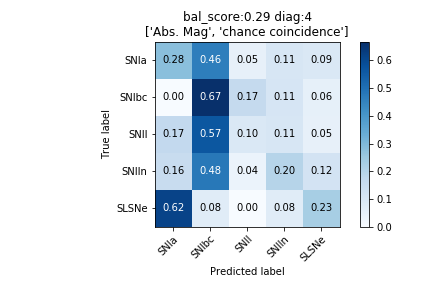 bal_score:0.29 diag:4
['Abs. Mag', 'chance coincidence']
True label
SNIa 0.28 0.46 0.05 0.11 0.09
SNIbc 0.00 0.67 0.17 0.11 0.06
SNII 0.17 0.57 0.10 0.11 0.05
SNIIn 0.16 0.48 0.04 0.20 0.12
SLSNe 0.62 0.08 0.00 0.08 0.23
SNIa SNIbc SNII SNIIn SLSNe
Predicted label
0.6
0.5
0.4
0.3
0.2
0.1
0.0